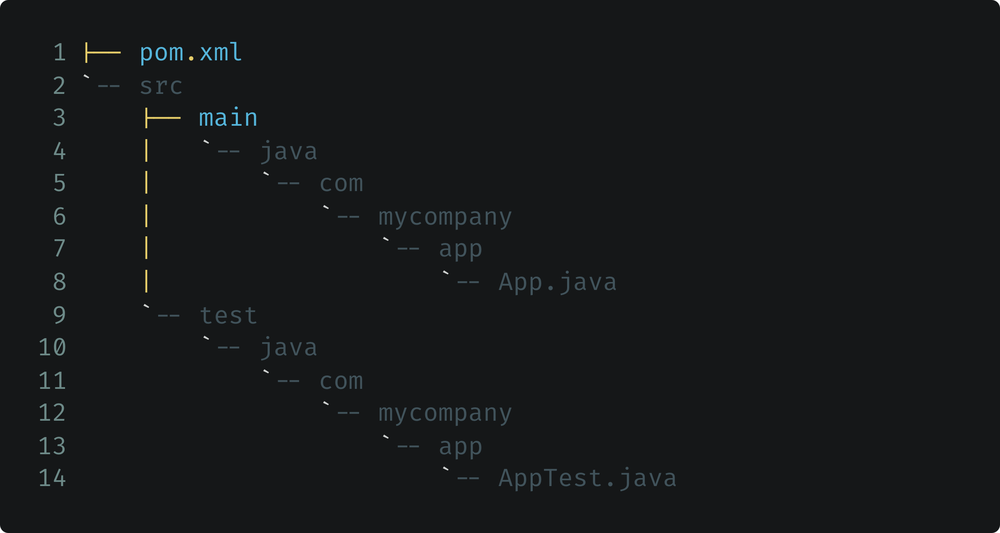 1 |-- pom.xml
2 `-- src
3     |-- main
4     |   `-- java
5     |       `-- com
6     |           `-- mycompany
7     |               `-- app
8     |                   `-- App.java
9     `-- test
10         `-- java
11             `-- com
12                 `-- mycompany
13                     `-- app
14                         `-- AppTest.java